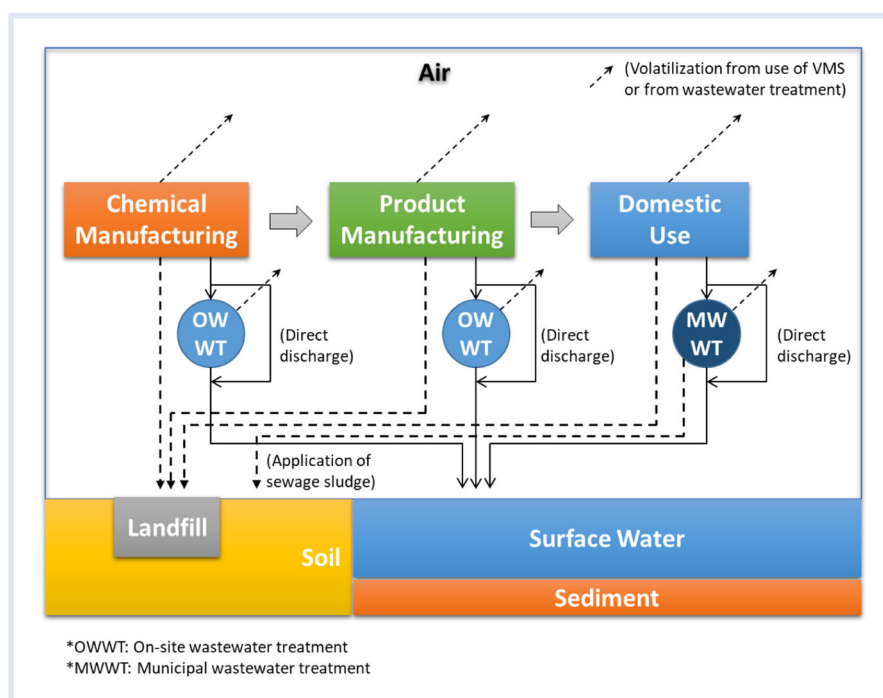 Air
(Volatilization from use of VMS
or from wastewater treatment)
Chemical
Manufacturing
Product
Manufacturing
Domestic
Use
OW
WT
(Direct
discharge)
OW
WT
(Direct
discharge)
MW
WT
(Direct
discharge)
(Application of
sewage sludge)
Landfill
Soil
Surface Water
Sediment
*OWWT: On-site wastewater treatment
*MWWT: Municipal wastewater treatment